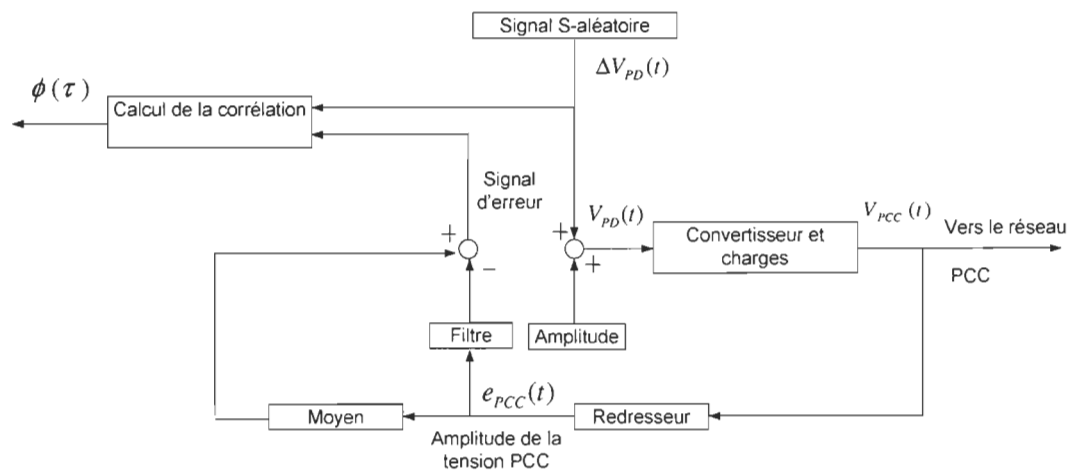 Signal S-aléatoire
ΔV_PD(t)
ϕ(τ)
Calcul de la corrélation
Signal
d'erreur
V_PD(t)
V_PCC(t)
Vers le réseau
+
+
Convertisseur et
charges
−
+
PCC
Filtre
Amplitude
e_PCC(t)
Moyen
Redresseur
Amplitude de la
tension PCC